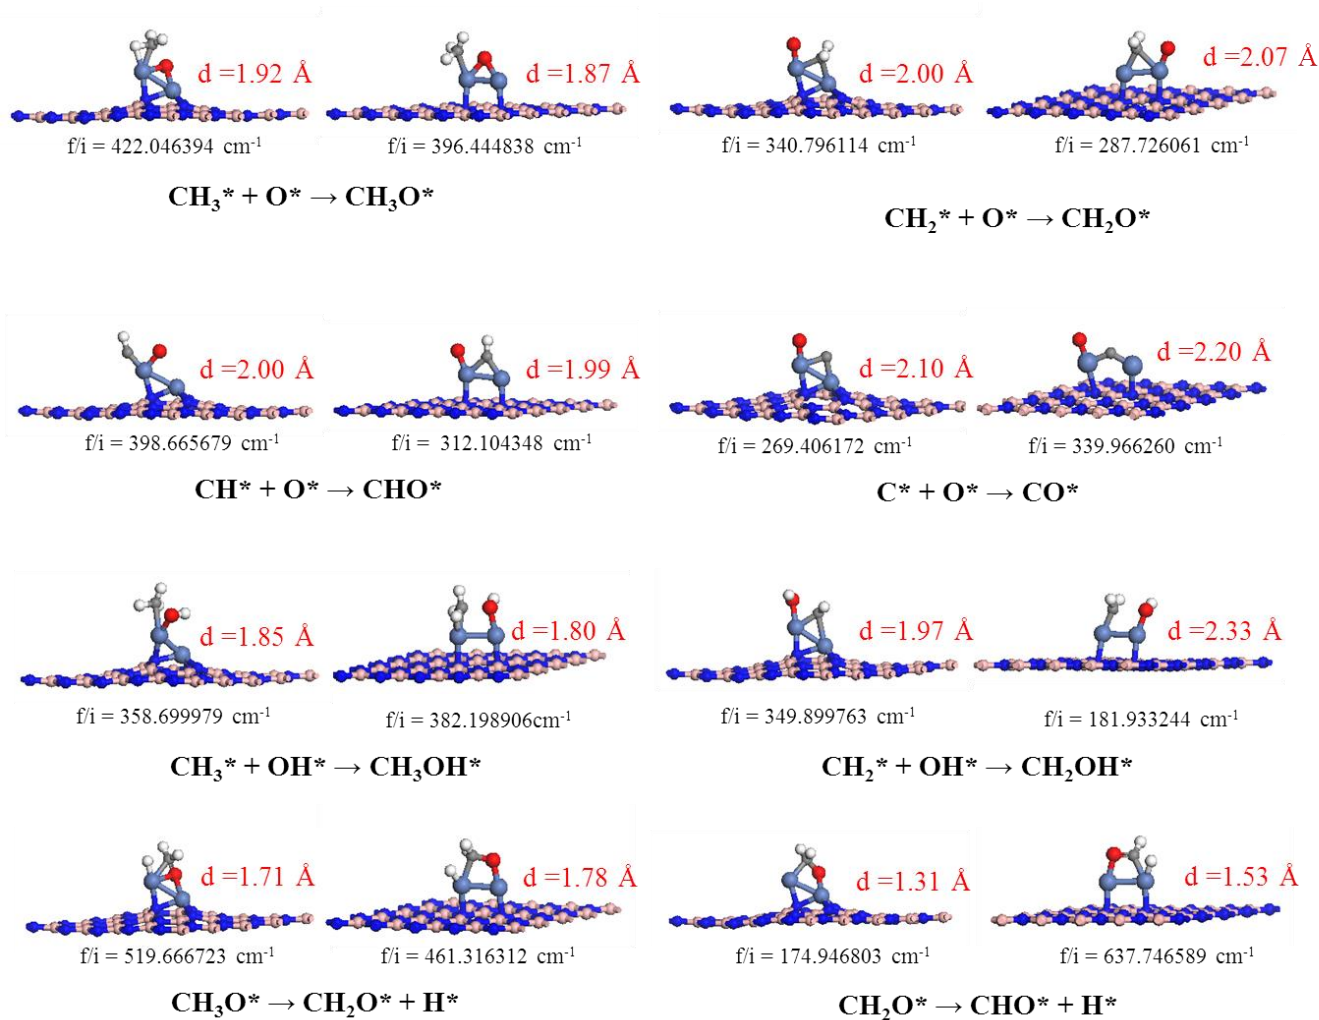 d =1.92 Å
d =1.87 Å
d =2.00 Å
d =2.07 Å
f/i = 422.046394 cm⁻¹
f/i = 396.444838 cm⁻¹
f/i = 340.796114 cm⁻¹
f/i = 287.726061 cm⁻¹
CH₃* + O* → CH₃O*
CH₂* + O* → CH₂O*
d =2.00 Å
d =1.99 Å
d =2.10 Å
d =2.20 Å
f/i = 398.665679 cm⁻¹
f/i = 312.104348 cm⁻¹
f/i = 269.406172 cm⁻¹
f/i = 339.966260 cm⁻¹
CH* + O* → CHO*
C* + O* → CO*
d =1.85 Å
d =1.80 Å
d =1.97 Å
d =2.33 Å
f/i = 358.699979 cm⁻¹
f/i = 382.198906cm⁻¹
f/i = 349.899763 cm⁻¹
f/i = 181.933244 cm⁻¹
CH₃* + OH* → CH₃OH*
CH₂* + OH* → CH₂OH*
d =1.71 Å
d =1.78 Å
d =1.31 Å
d =1.53 Å
f/i = 519.666723 cm⁻¹
f/i = 461.316312 cm⁻¹
f/i = 174.946803 cm⁻¹
f/i = 637.746589 cm⁻¹
CH₃O* → CH₂O* + H*
CH₂O* → CHO* + H*